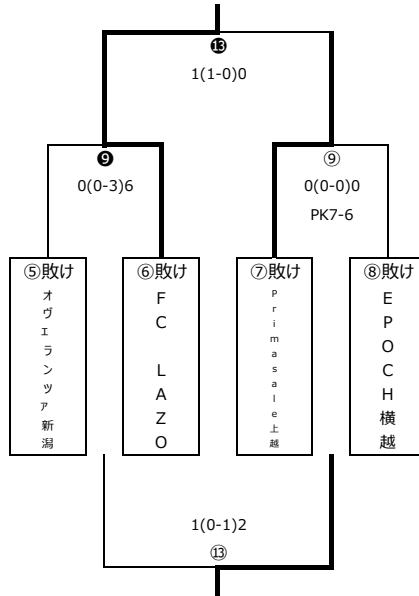 ⓭
1(1-0)0
❾
0(0-3)6
⑨
0(0-0)0
PK7-6
⑤敗け
オヴェランツァ新潟
⑥敗け
FC LAZO
⑦敗け
Primasale上越
⑧敗け
EPOCH横越
1(0-1)2
⑬